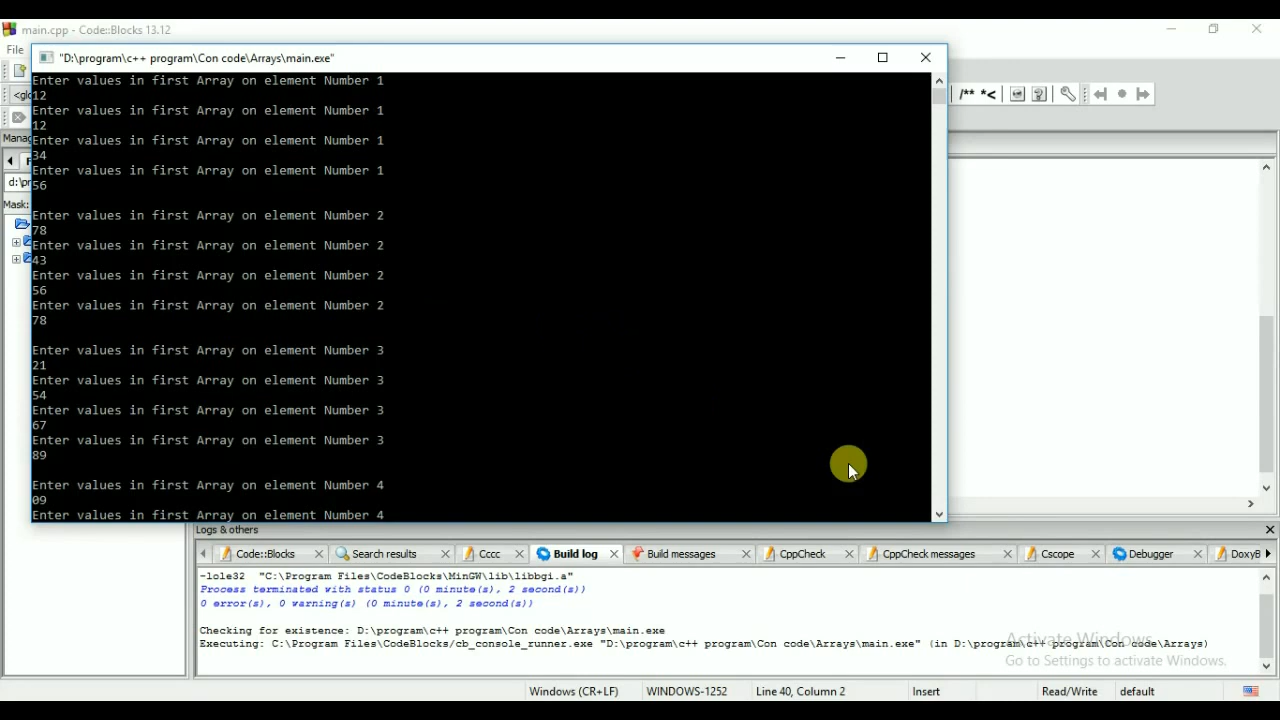 main.cpp - Code::Blocks 13.12
File
"D:\program\c++ program\Con code\Arrays\main.exe"
Enter values in first Array on element Number 1
12
Enter values in first Array on element Number 1
12
Enter values in first Array on element Number 1
34
Enter values in first Array on element Number 1
56
Enter values in first Array on element Number 2
78
Enter values in first Array on element Number 2
43
Enter values in first Array on element Number 2
56
Enter values in first Array on element Number 2
78
Enter values in first Array on element Number 3
21
Enter values in first Array on element Number 3
54
Enter values in first Array on element Number 3
67
Enter values in first Array on element Number 3
89
Enter values in first Array on element Number 4
09
Enter values in first Array on element Number 4
<glo
/** *<
Manag
d:\pr
Mask:
Logs & others
Code::Blocks Search results Cccc Build log Build messages CppCheck CppCheck messages Cscope Debugger DoxyB
-lole32 "C:\Program Files\CodeBlocks\MinGW\lib\libbgi.a"
Process terminated with status 0 (0 minute(s), 2 second(s))
0 error(s), 0 warning(s) (0 minute(s), 2 second(s))
Checking for existence: D:\program\c++ program\Con code\Arrays\main.exe
Executing: C:\Program Files\CodeBlocks/cb_console_runner.exe "D:\program\c++ program\Con code\Arrays\main.exe" (in D:\program\c++ program\Con code\Arrays)
Activate Windows
Go to Settings to activate Windows.
Windows (CR+LF) WINDOWS-1252 Line 40, Column 2 Insert Read/Write default